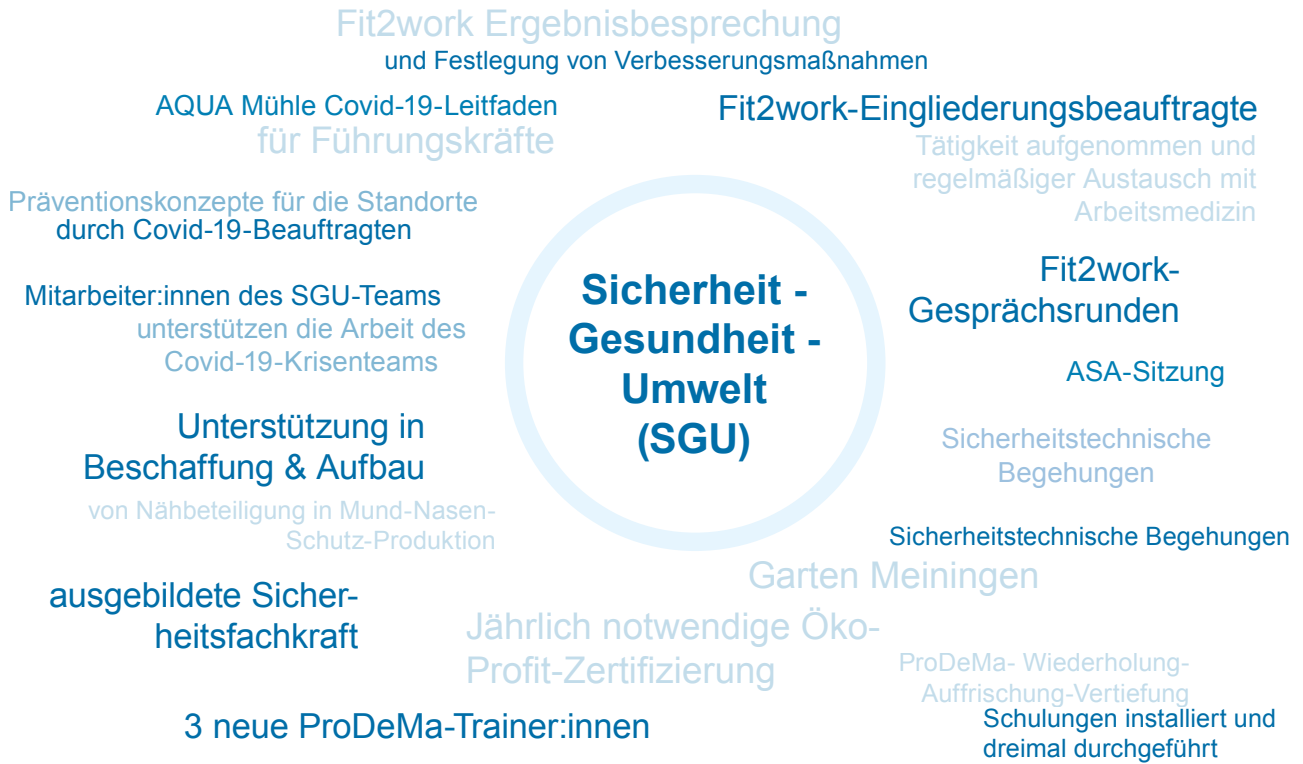 Fit2work Ergebnisbesprechung
und Festlegung von Verbesserungsmaßnahmen
AQUA Mühle Covid-19-Leitfaden
für Führungskräfte
Fit2work-Eingliederungsbeauftragte
Tätigkeit aufgenommen und
regelmäßiger Austausch mit
Arbeitsmedizin
Präventionskonzepte für die Standorte
durch Covid-19-Beauftragten
Mitarbeiter:innen des SGU-Teams
unterstützen die Arbeit des
Covid-19-Krisenteams
Sicherheit -
Gesundheit -
Umwelt
(SGU)
Fit2work-
Gesprächsrunden
ASA-Sitzung
Unterstützung in
Beschaffung & Aufbau
von Nähbeteiligung in Mund-Nasen-
Schutz-Produktion
Sicherheitstechnische
Begehungen
Sicherheitstechnische Begehungen
Garten Meiningen
ausgebildete Sicher-
heitsfachkraft
Jährlich notwendige Öko-
Profit-Zertifizierung
ProDeMa- Wiederholung-
Auffrischung-Vertiefung
Schulungen installiert und
dreimal durchgeführt
3 neue ProDeMa-Trainer:innen